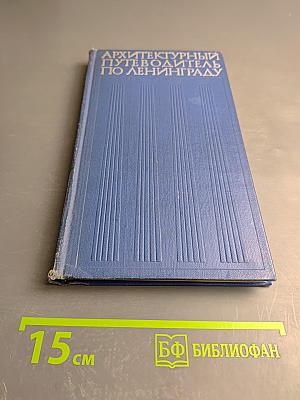 АРХИТЕКТУРНЫЙ
ПУТЕВОДИТЕЛЬ
ПО ЛЕНИНГРАДУ
15 СМ
БФ БИБЛИОФАН